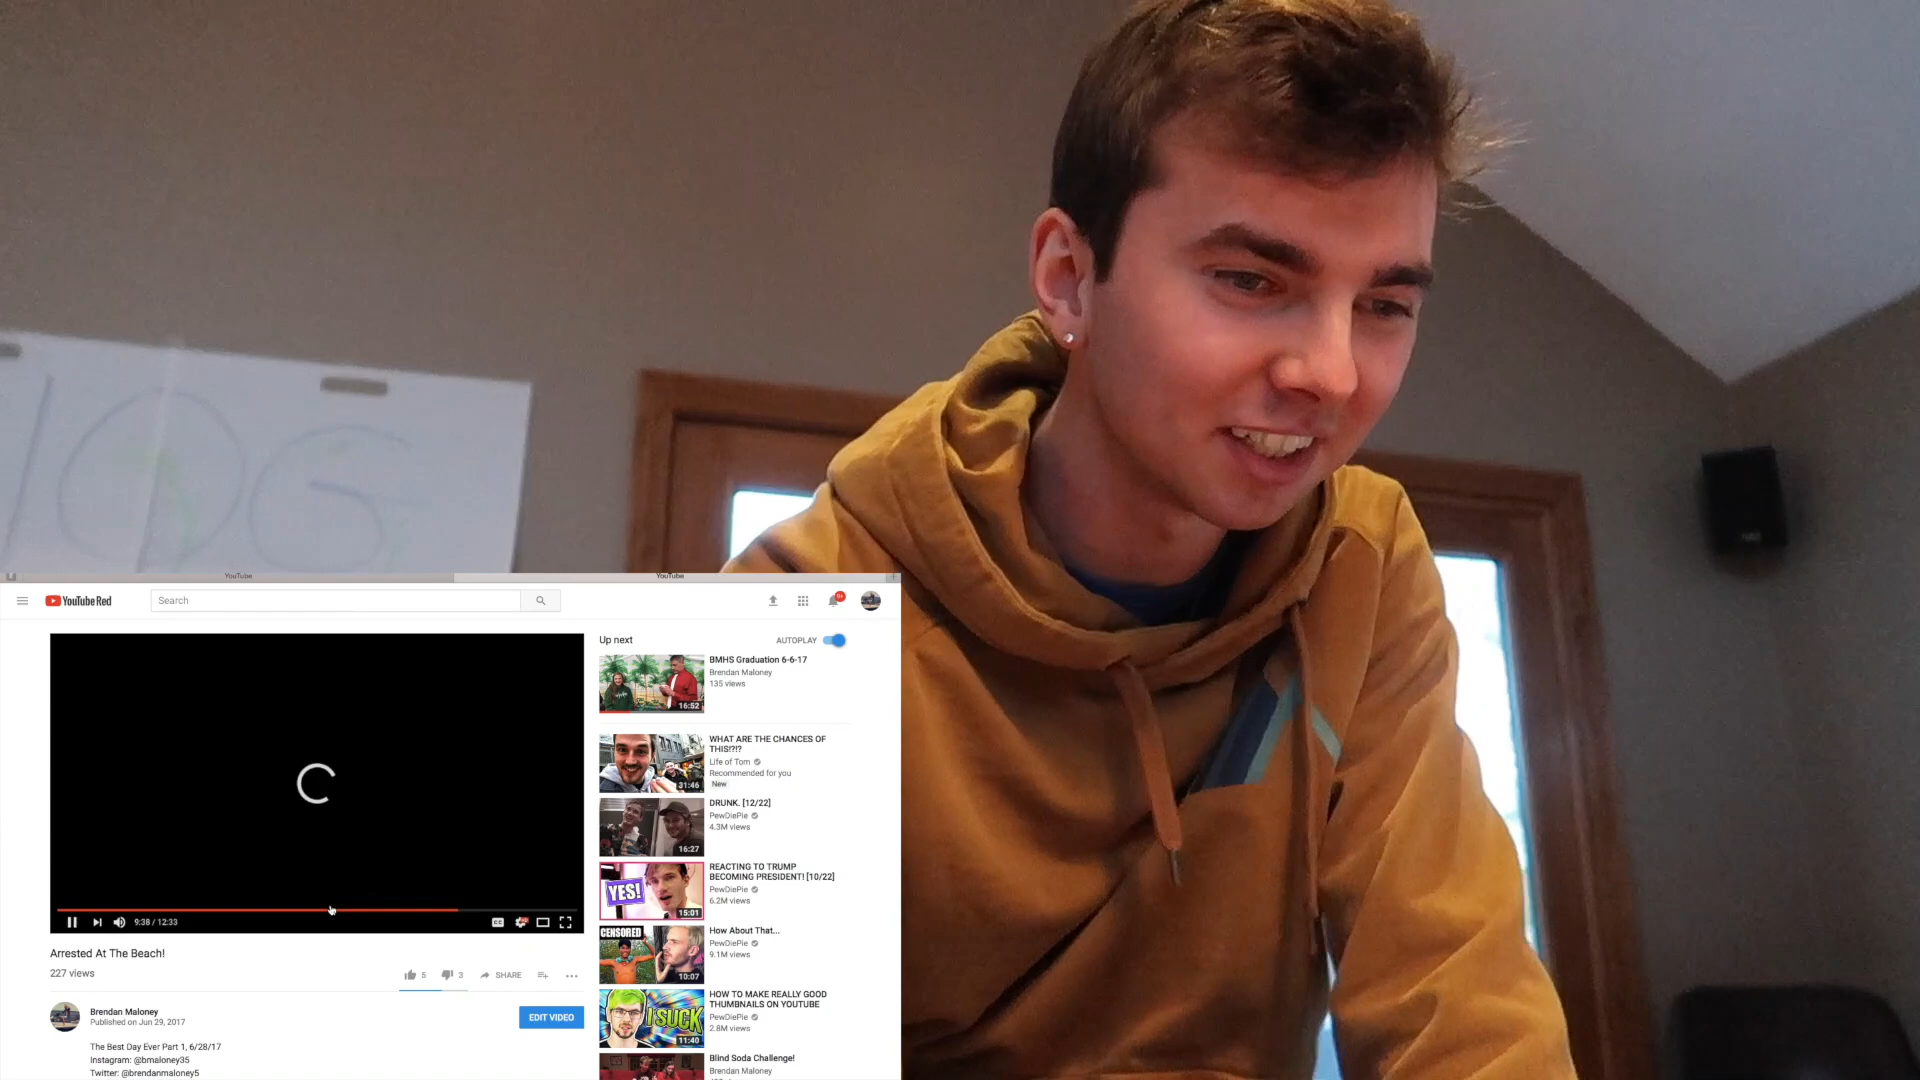 10G
YouTube
YouTube
YouTube Red
Search
9+
Up next
AUTOPLAY
BMHS Graduation 6-6-17
Brendan Maloney
135 views
16:52
WHAT ARE THE CHANCES OF
THIS!?!?
Life of Tom
Recommended for you
New
31:46
DRUNK. [12/22]
PewDiePie
4.3M views
16:27
REACTING TO TRUMP
BECOMING PRESIDENT! [10/22]
PewDiePie
6.2M views
YES!
15:01
How About That...
PewDiePie
9.1M views
CENSORED
10:07
HOW TO MAKE REALLY GOOD
THUMBNAILS ON YOUTUBE
PewDiePie
2.8M views
I SUCK
11:40
Blind Soda Challenge!
Brendan Maloney
CC
9:38 / 12:33
Arrested At The Beach!
227 views
5
3
SHARE
Brendan Maloney
Published on Jun 29, 2017
EDIT VIDEO
The Best Day Ever Part 1, 6/28/17
Instagram: @bmaloney35
Twitter: @brendanmaloney5